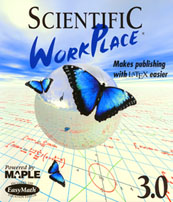 SCIENTIFIC
WORKPLACE®
Makes publishing
with LATEX easier
Powered by
MAPLE
EasyMath
3.0